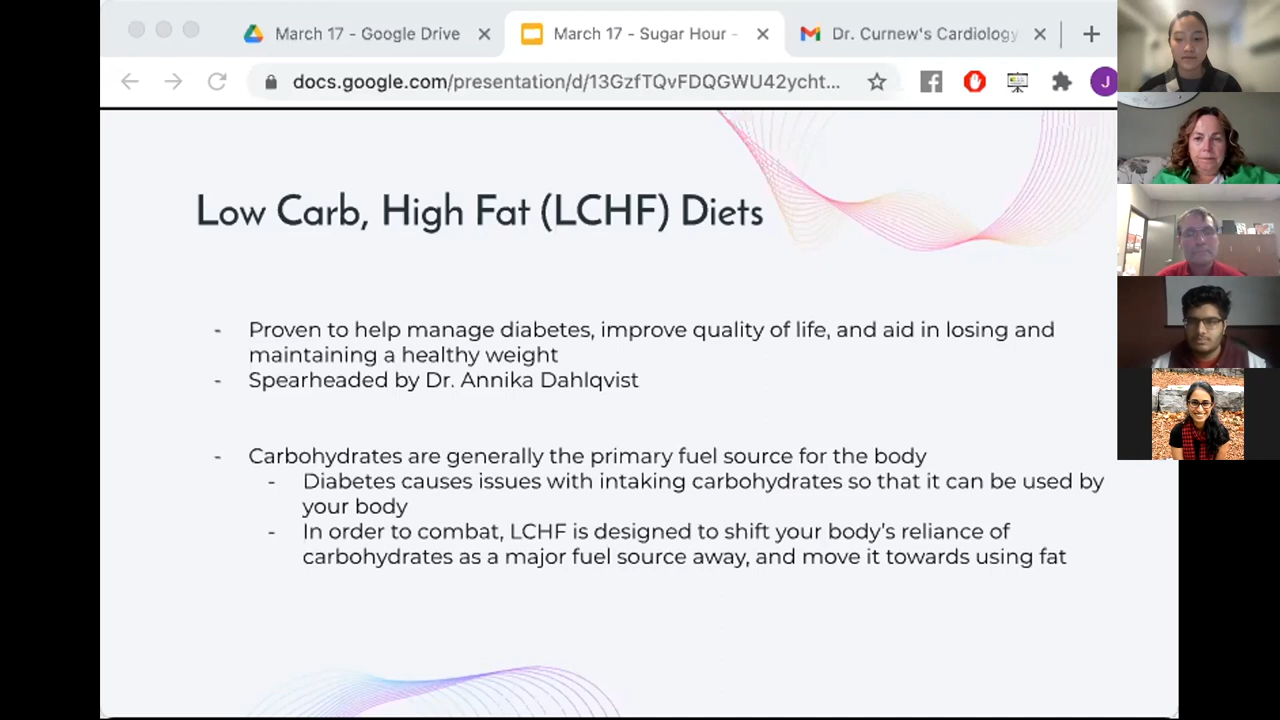 March 17 - Google Drive
March 17 - Sugar Hour -
Dr. Curnew's Cardiology
docs.google.com/presentation/d/13GzfTQvFDQGWU42ycht...
J
Low Carb, High Fat (LCHF) Diets
- Proven to help manage diabetes, improve quality of life, and aid in losing and
maintaining a healthy weight
- Spearheaded by Dr. Annika Dahlqvist
- Carbohydrates are generally the primary fuel source for the body
- Diabetes causes issues with intaking carbohydrates so that it can be used by
your body
- In order to combat, LCHF is designed to shift your body's reliance of
carbohydrates as a major fuel source away, and move it towards using fat